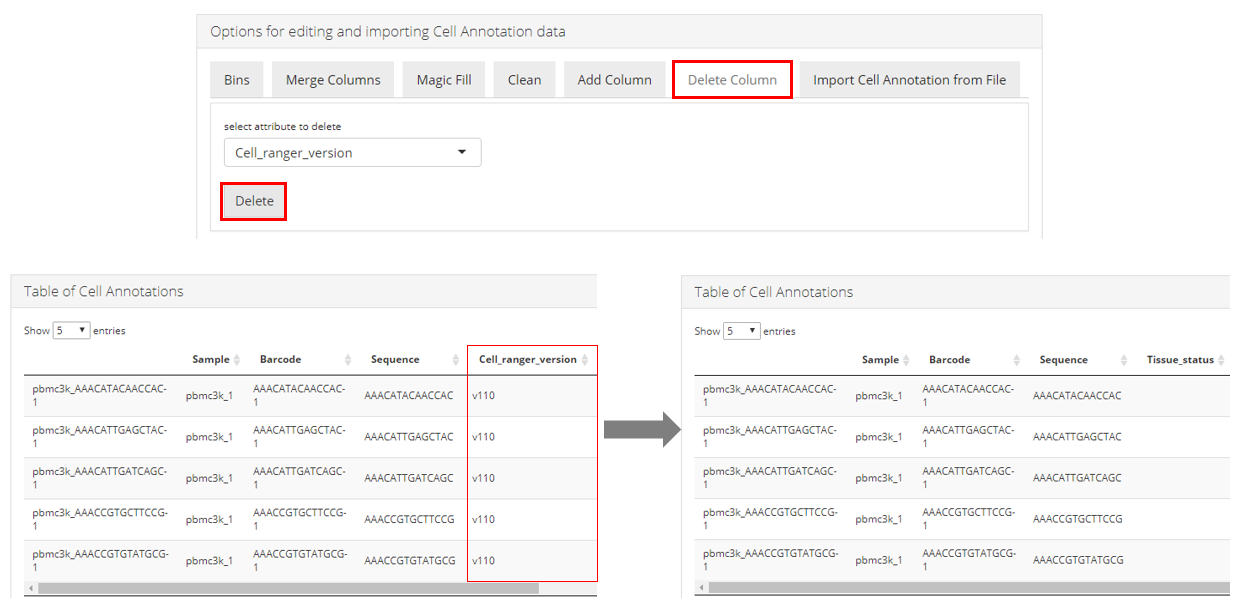 Options for editing and importing Cell Annotation data
Bins Merge Columns Magic Fill Clean Add Column Delete Column Import Cell Annotation from File
select attribute to delete
Cell_ranger_version
Delete
Table of Cell Annotations
Show 5 entries
Sample Barcode Sequence Cell_ranger_version
pbmc3k_AAACATACAACCAC-
1 pbmc3k_1 AAACATACAACCAC-
1 AAACATACAACCAC v110
pbmc3k_AAACATTGAGCTAC-
1 pbmc3k_1 AAACATTGAGCTAC-
1 AAACATTGAGCTAC v110
pbmc3k_AAACATTGATCAGC-
1 pbmc3k_1 AAACATTGATCAGC-
1 AAACATTGATCAGC v110
pbmc3k_AAACCGTGCTTCCG-
1 pbmc3k_1 AAACCGTGCTTCCG-
1 AAACCGTGCTTCCG v110
pbmc3k_AAACCGTGTATGCG-
1 pbmc3k_1 AAACCGTGTATGCG-
1 AAACCGTGTATGCG v110
Table of Cell Annotations
Show 5 entries
Sample Barcode Sequence Tissue_status
pbmc3k_AAACATACAACCAC-
1 pbmc3k_1 AAACATACAACCAC-
1 AAACATACAACCAC
pbmc3k_AAACATTGAGCTAC-
1 pbmc3k_1 AAACATTGAGCTAC-
1 AAACATTGAGCTAC
pbmc3k_AAACATTGATCAGC-
1 pbmc3k_1 AAACATTGATCAGC-
1 AAACATTGATCAGC
pbmc3k_AAACCGTGCTTCCG-
1 pbmc3k_1 AAACCGTGCTTCCG-
1 AAACCGTGCTTCCG
pbmc3k_AAACCGTGTATGCG-
1 pbmc3k_1 AAACCGTGTATGCG-
1 AAACCGTGTATGCG